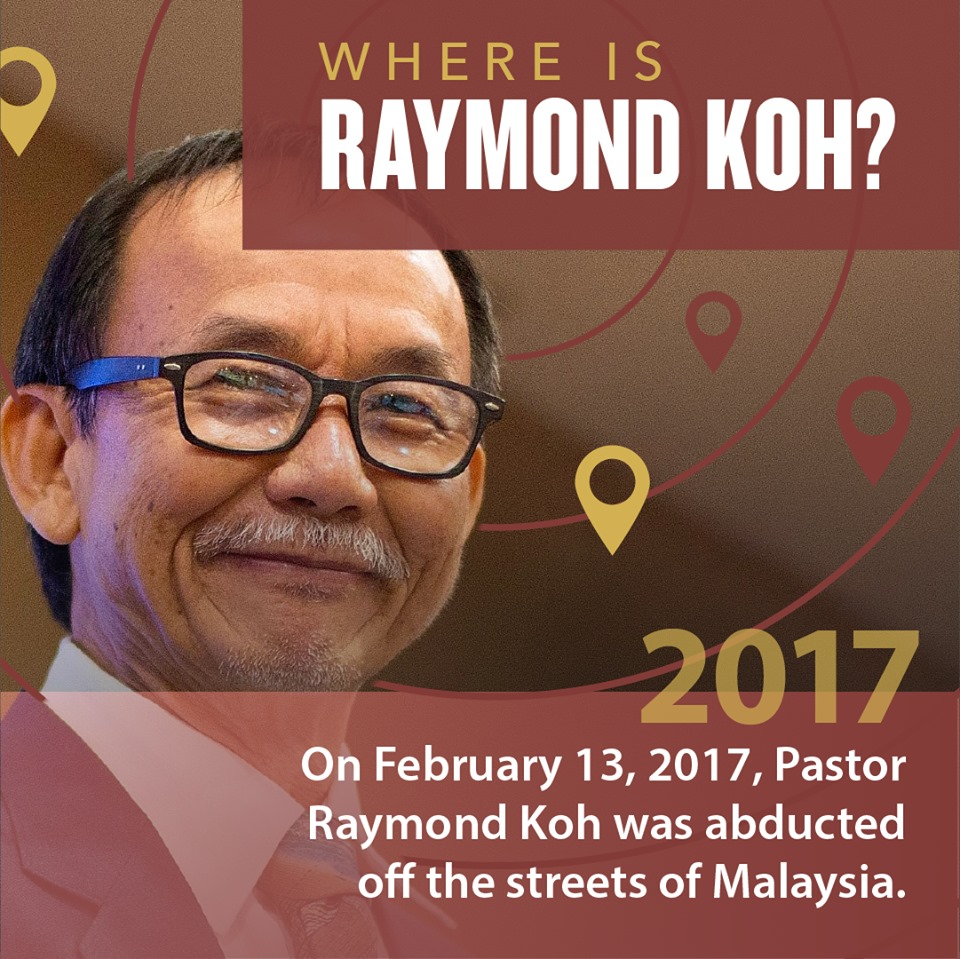 WHERE IS
RAYMOND KOH?
2017
On February 13, 2017, Pastor
Raymond Koh was abducted
off the streets of Malaysia.